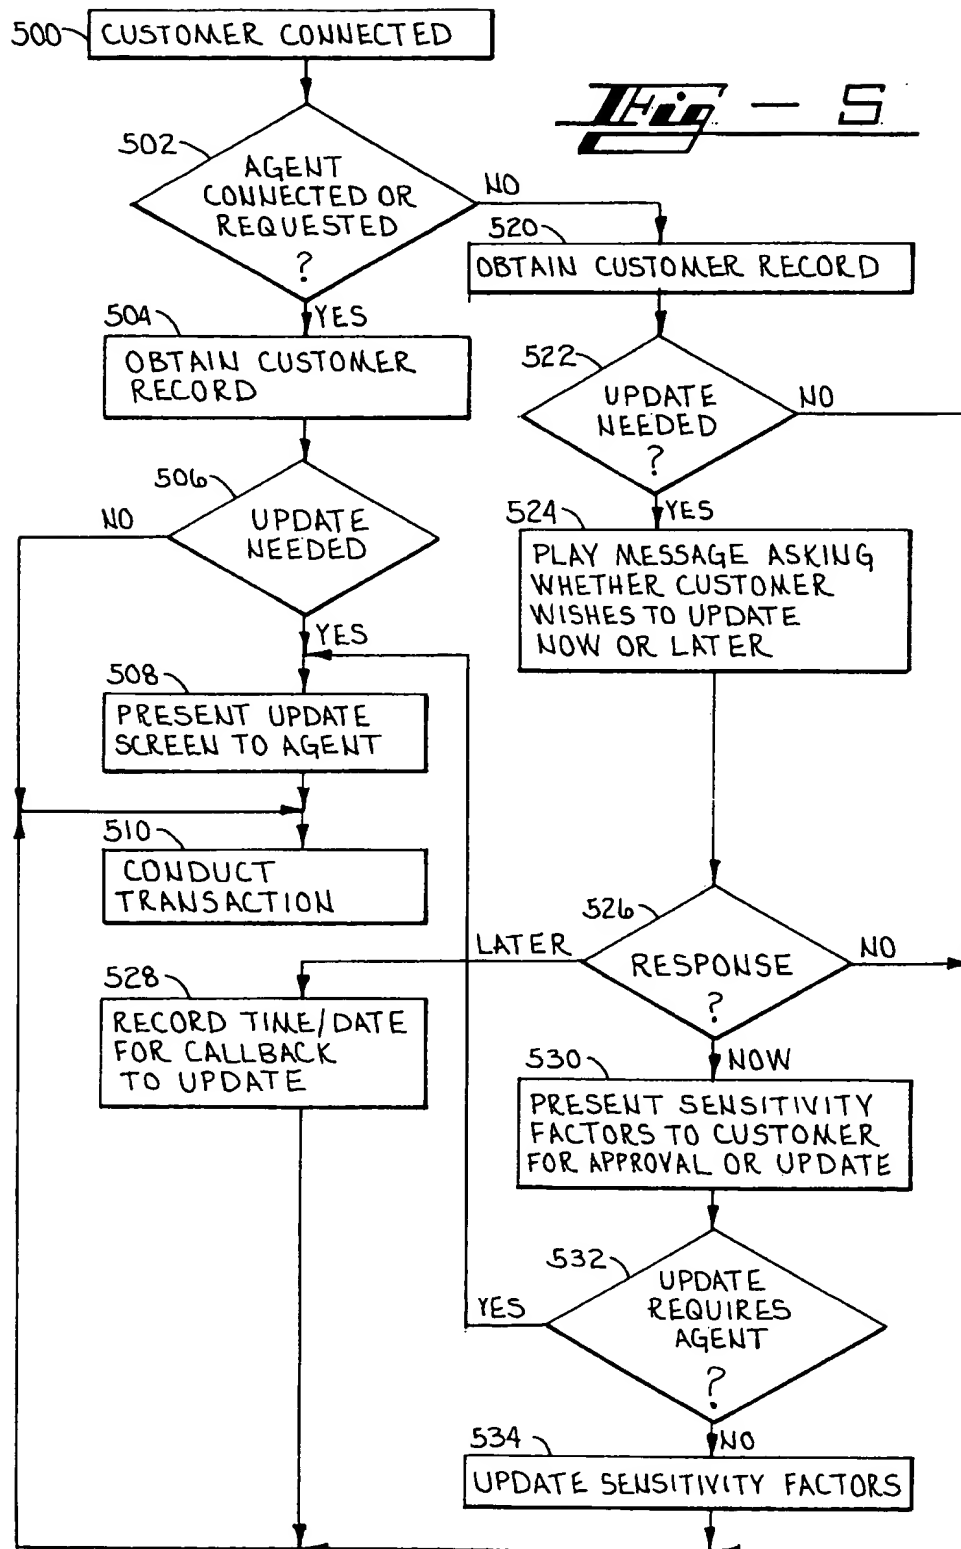 500 CUSTOMER CONNECTED
Fig - 5
502
AGENT
CONNECTED OR
REQUESTED
?
NO
YES
504
OBTAIN CUSTOMER
RECORD
506
UPDATE
NEEDED
NO
YES
508
PRESENT UPDATE
SCREEN TO AGENT
510
CONDUCT
TRANSACTION
520
OBTAIN CUSTOMER RECORD
522
UPDATE
NEEDED
?
NO
YES
524
PLAY MESSAGE ASKING
WHETHER CUSTOMER
WISHES TO UPDATE
NOW OR LATER
526
RESPONSE
?
LATER
NO
NOW
528
RECORD TIME/DATE
FOR CALLBACK
TO UPDATE
530
PRESENT SENSITIVITY
FACTORS TO CUSTOMER
FOR APPROVAL OR UPDATE
532
UPDATE
REQUIRES
AGENT
?
YES
NO
534
UPDATE SENSITIVITY FACTORS